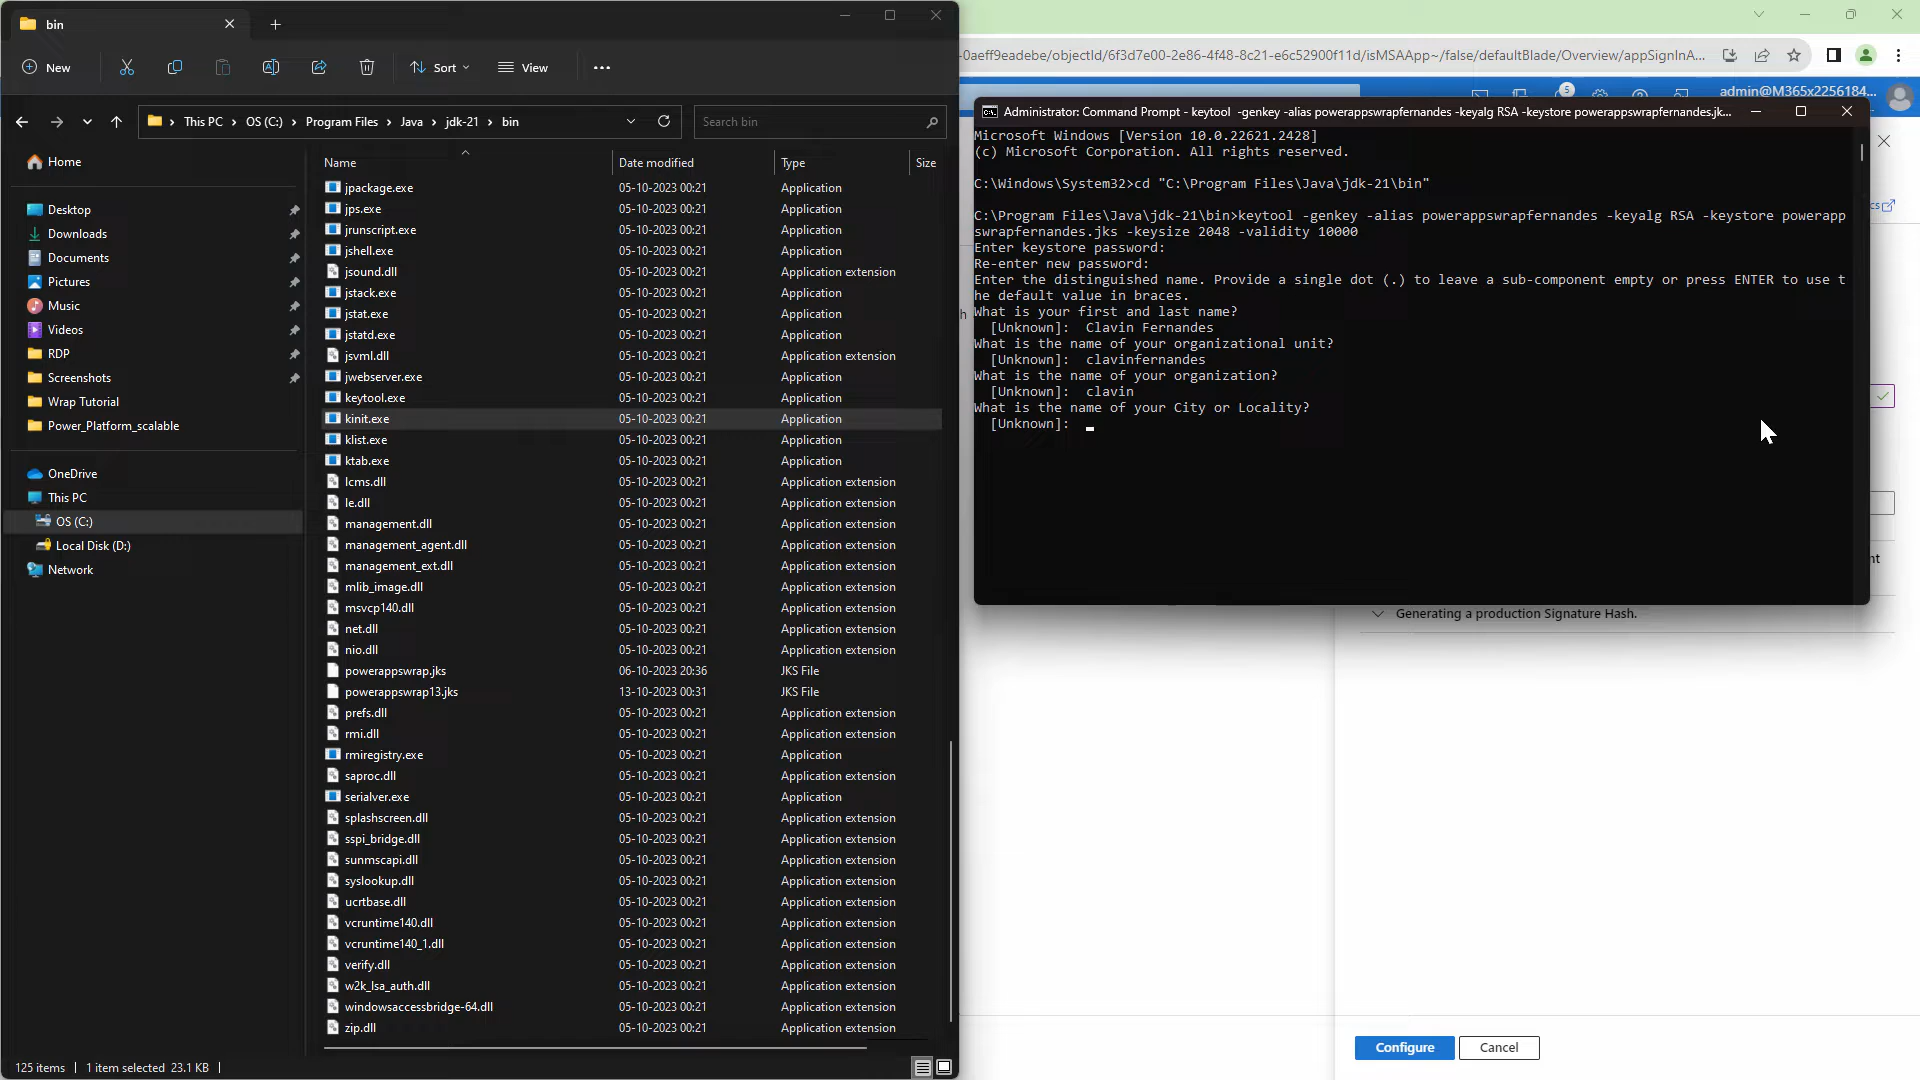 bin
New
Sort
View
This PC
OS (C:)
Program Files
Java
jdk-21
bin
Search bin
Home
Desktop
Downloads
Documents
Pictures
Music
Videos
RDP
Screenshots
Wrap Tutorial
Power_Platform_scalable
OneDrive
This PC
OS (C:)
Local Disk (D:)
Network
Name Date modified Type Size
jpackage.exe 05-10-2023 00:21 Application
jps.exe 05-10-2023 00:21 Application
jrunscript.exe 05-10-2023 00:21 Application
jshell.exe 05-10-2023 00:21 Application
jsound.dll 05-10-2023 00:21 Application extension
jstack.exe 05-10-2023 00:21 Application
jstat.exe 05-10-2023 00:21 Application
jstatd.exe 05-10-2023 00:21 Application
jsvml.dll 05-10-2023 00:21 Application extension
jwebserver.exe 05-10-2023 00:21 Application
keytool.exe 05-10-2023 00:21 Application
kinit.exe 05-10-2023 00:21 Application
klist.exe 05-10-2023 00:21 Application
ktab.exe 05-10-2023 00:21 Application
lcms.dll 05-10-2023 00:21 Application extension
le.dll 05-10-2023 00:21 Application extension
management.dll 05-10-2023 00:21 Application extension
management_agent.dll 05-10-2023 00:21 Application extension
management_ext.dll 05-10-2023 00:21 Application extension
mlib_image.dll 05-10-2023 00:21 Application extension
msvcp140.dll 05-10-2023 00:21 Application extension
net.dll 05-10-2023 00:21 Application extension
nio.dll 05-10-2023 00:21 Application extension
powerappswrap.jks 06-10-2023 20:36 JKS File
powerappswrap13.jks 13-10-2023 00:31 JKS File
prefs.dll 05-10-2023 00:21 Application extension
rmi.dll 05-10-2023 00:21 Application extension
rmiregistry.exe 05-10-2023 00:21 Application
saproc.dll 05-10-2023 00:21 Application extension
serialver.exe 05-10-2023 00:21 Application
splashscreen.dll 05-10-2023 00:21 Application extension
sspi_bridge.dll 05-10-2023 00:21 Application extension
sunmscapi.dll 05-10-2023 00:21 Application extension
syslookup.dll 05-10-2023 00:21 Application extension
ucrtbase.dll 05-10-2023 00:21 Application extension
vcruntime140.dll 05-10-2023 00:21 Application extension
vcruntime140_1.dll 05-10-2023 00:21 Application extension
verify.dll 05-10-2023 00:21 Application extension
w2k_lsa_auth.dll 05-10-2023 00:21 Application extension
windowsaccessbridge-64.dll 05-10-2023 00:21 Application extension
zip.dll 05-10-2023 00:21 Application extension
125 items 1 item selected 23.1 KB
-0aeff9eadebe/objectId/6f3d7e00-2e86-4f48-8c21-e6c52900f11d/isMSAApp~/false/defaultBlade/Overview/appSignInA...
5
admin@M365x2256184...
Administrator: Command Prompt - keytool -genkey -alias powerappswrapfernandes -keyalg RSA -keystore powerappswrapfernandes.jk...
Microsoft Windows [Version 10.0.22621.2428]
(c) Microsoft Corporation. All rights reserved.
C:\Windows\System32>cd "C:\Program Files\Java\jdk-21\bin"
C:\Program Files\Java\jdk-21\bin>keytool -genkey -alias powerappswrapfernandes -keyalg RSA -keystore powerapp
swrapfernandes.jks -keysize 2048 -validity 10000
Enter keystore password:
Re-enter new password:
Enter the distinguished name. Provide a single dot (.) to leave a sub-component empty or press ENTER to use t
he default value in braces.
What is your first and last name?
[Unknown]: Clavin Fernandes
What is the name of your organizational unit?
[Unknown]: clavinfernandes
What is the name of your organization?
[Unknown]: clavin
What is the name of your City or Locality?
[Unknown]:
cs
h
nt
Generating a production Signature Hash.
Configure
Cancel